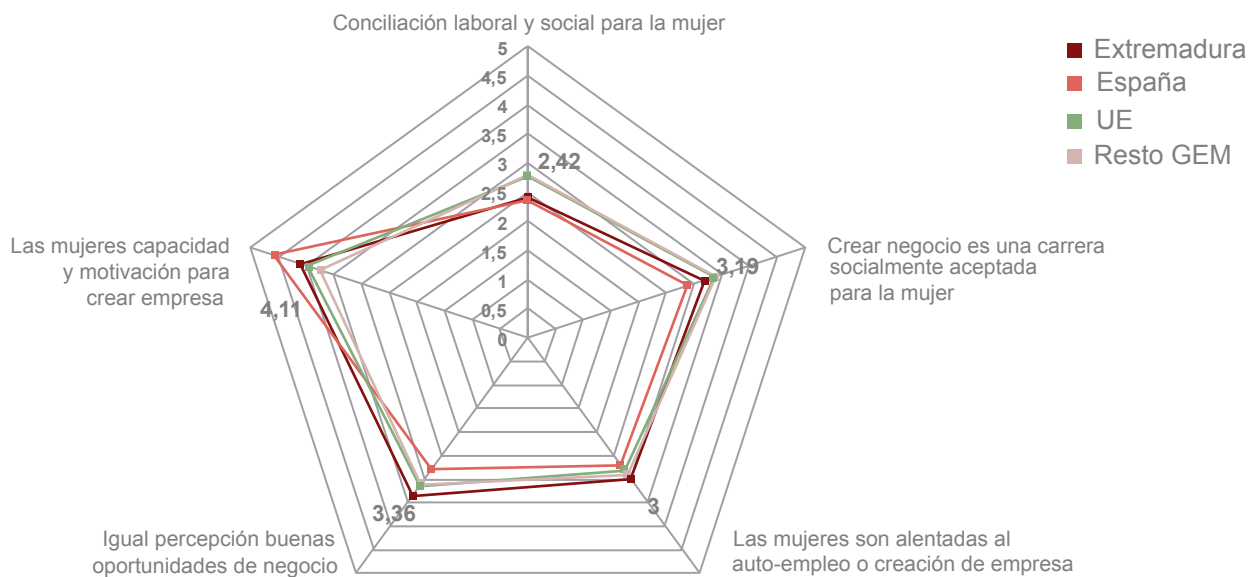 Conciliación laboral y social para la mujer
5
4,5
4
3,5
3
2,5
2
1,5
1
0,5
0
Extremadura
España
UE
Resto GEM
2,42
3,19
3
3,36
4,11
Crear negocio es una carrera
socialmente aceptada
para la mujer
Las mujeres son alentadas al
auto-empleo o creación de empresa
Igual percepción buenas
oportunidades de negocio
Las mujeres capacidad
y motivación para
crear empresa